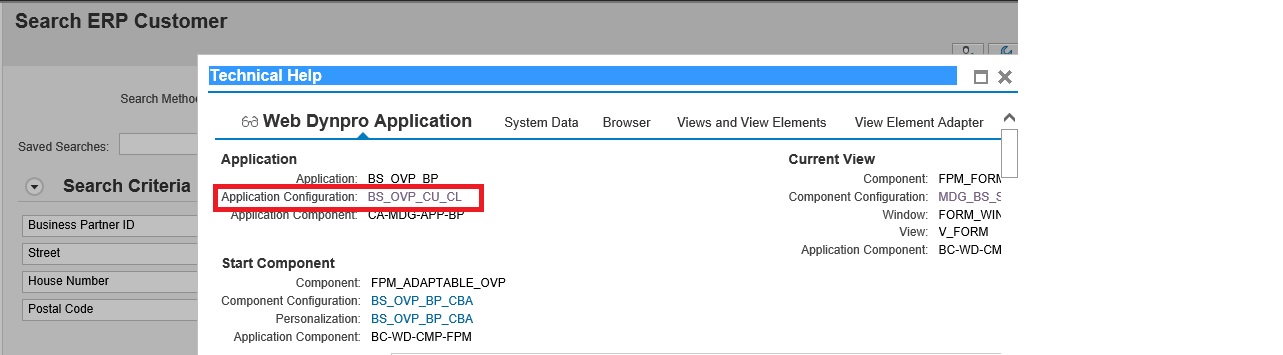 Search ERP Customer
Technical Help
Search Metho
Web Dynpro Application System Data Browser Views and View Elements View Element Adapter
Saved Searches:
Application
Application: BS_OVP_BP
Application Configuration: BS_OVP_CU_CL
Application Component: CA-MDG-APP-BP
Current View
Component: FPM_FORM
Component Configuration: MDG_BS_S
Window: FORM_WIN
View: V_FORM
Application Component: BC-WD-CM
Search Criteria
Business Partner ID
Street
House Number
Postal Code
Start Component
Component: FPM_ADAPTABLE_OVP
Component Configuration: BS_OVP_BP_CBA
Personalization: BS_OVP_BP_CBA
Application Component: BC-WD-CMP-FPM